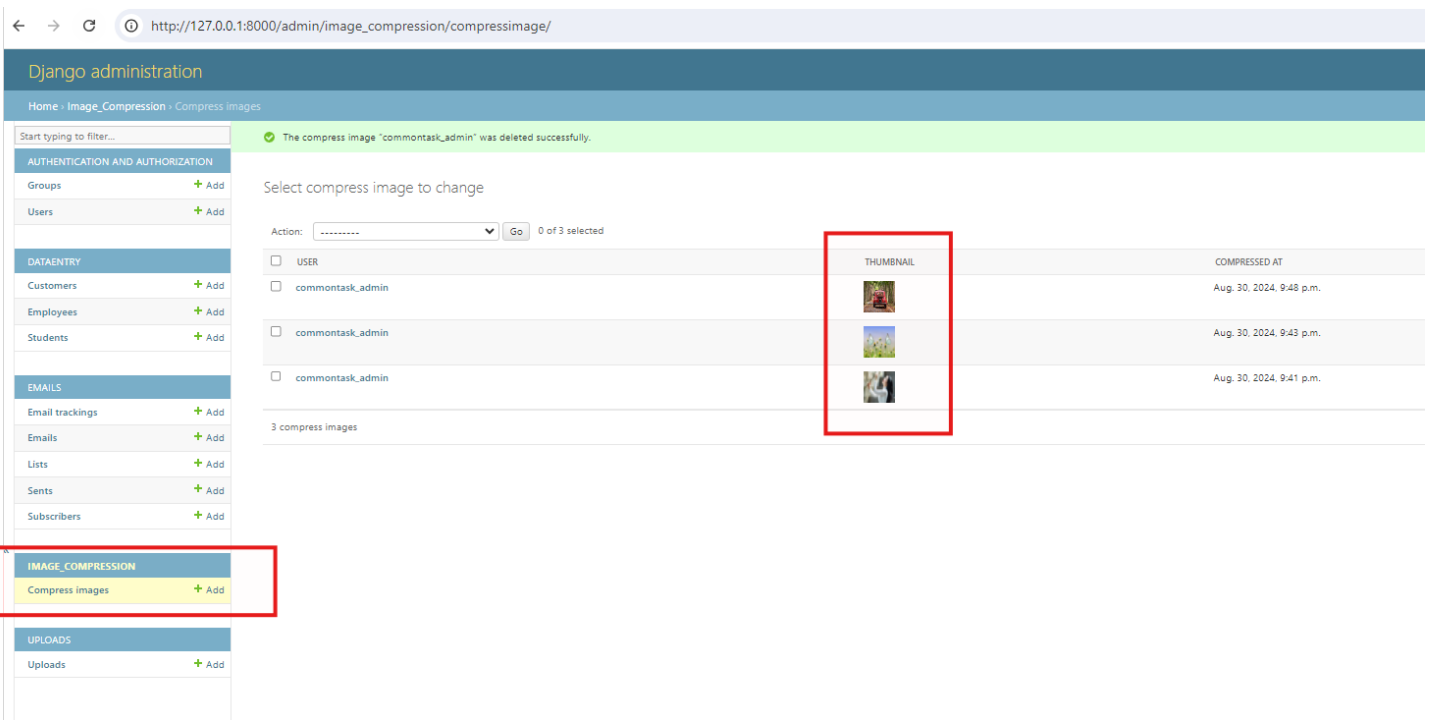 http://127.0.0.1:8000/admin/image_compression/compressimage/
Django administration
Home › Image_Compression › Compress images
Start typing to filter...
AUTHENTICATION AND AUTHORIZATION
Groups + Add
Users + Add
DATAENTRY
Customers + Add
Employees + Add
Students + Add
EMAILS
Email trackings + Add
Emails + Add
Lists + Add
Sents + Add
Subscribers + Add
IMAGE_COMPRESSION
Compress images + Add
UPLOADS
Uploads + Add
The compress image "commontask_admin" was deleted successfully.
Select compress image to change
Action: --------- Go 0 of 3 selected
USER THUMBNAIL COMPRESSED AT
commontask_admin Aug. 30, 2024, 9:48 p.m.
commontask_admin Aug. 30, 2024, 9:43 p.m.
commontask_admin Aug. 30, 2024, 9:41 p.m.
3 compress images